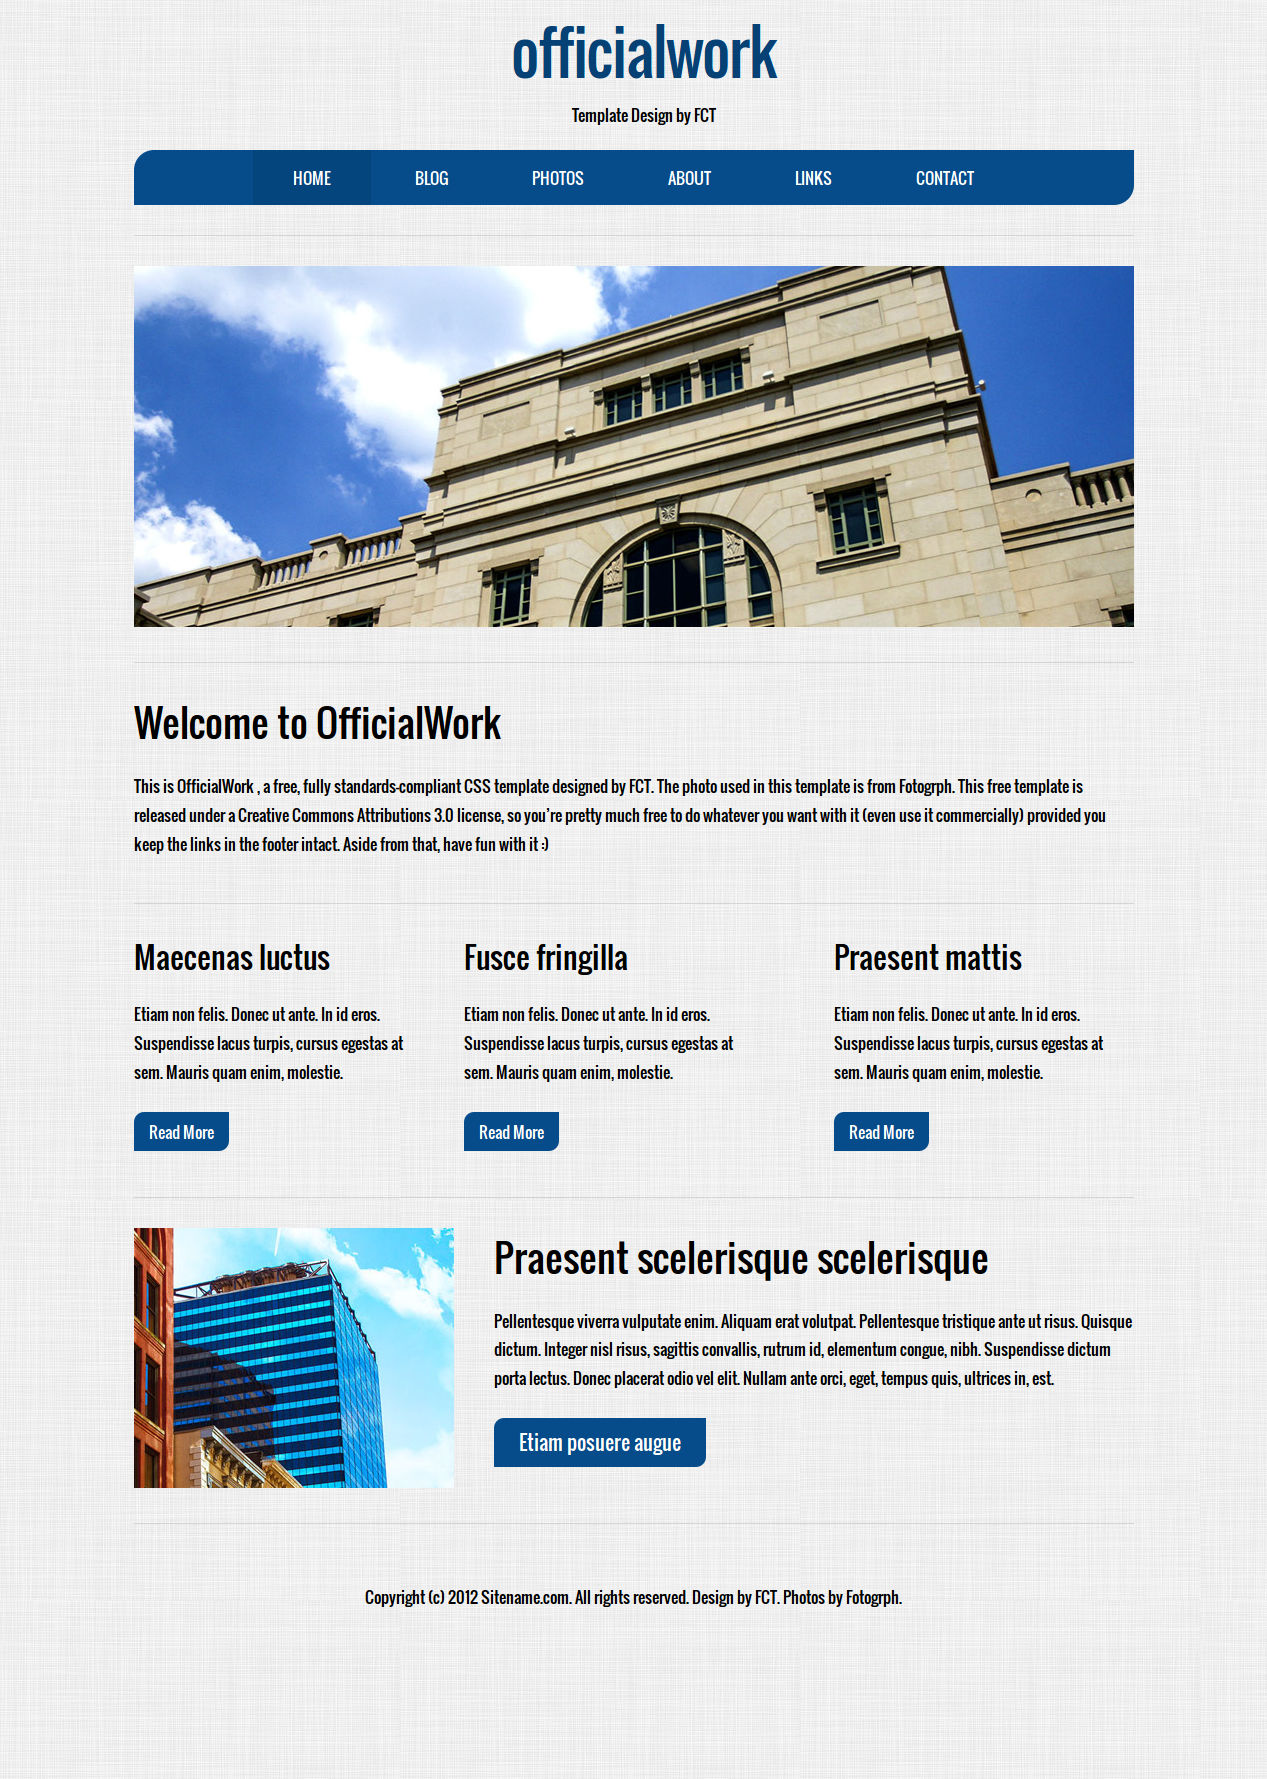 officialwork
Template Design by FCT
HOME BLOG PHOTOS ABOUT LINKS CONTACT
Welcome to OfficialWork
This is OfficialWork , a free, fully standards-compliant CSS template designed by FCT. The photo used in this template is from Fotogrph. This free template is
released under a Creative Commons Attributions 3.0 license, so you’re pretty much free to do whatever you want with it (even use it commercially) provided you
keep the links in the footer intact. Aside from that, have fun with it :)
Maecenas luctus
Etiam non felis. Donec ut ante. In id eros.
Suspendisse lacus turpis, cursus egestas at
sem. Mauris quam enim, molestie.
Read More
Fusce fringilla
Etiam non felis. Donec ut ante. In id eros.
Suspendisse lacus turpis, cursus egestas at
sem. Mauris quam enim, molestie.
Read More
Praesent mattis
Etiam non felis. Donec ut ante. In id eros.
Suspendisse lacus turpis, cursus egestas at
sem. Mauris quam enim, molestie.
Read More
Praesent scelerisque scelerisque
Pellentesque viverra vulputate enim. Aliquam erat volutpat. Pellentesque tristique ante ut risus. Quisque
dictum. Integer nisl risus, sagittis convallis, rutrum id, elementum congue, nibh. Suspendisse dictum
porta lectus. Donec placerat odio vel elit. Nullam ante orci, eget, tempus quis, ultrices in, est.
Etiam posuere augue
Copyright (c) 2012 Sitename.com. All rights reserved. Design by FCT. Photos by Fotogrph.